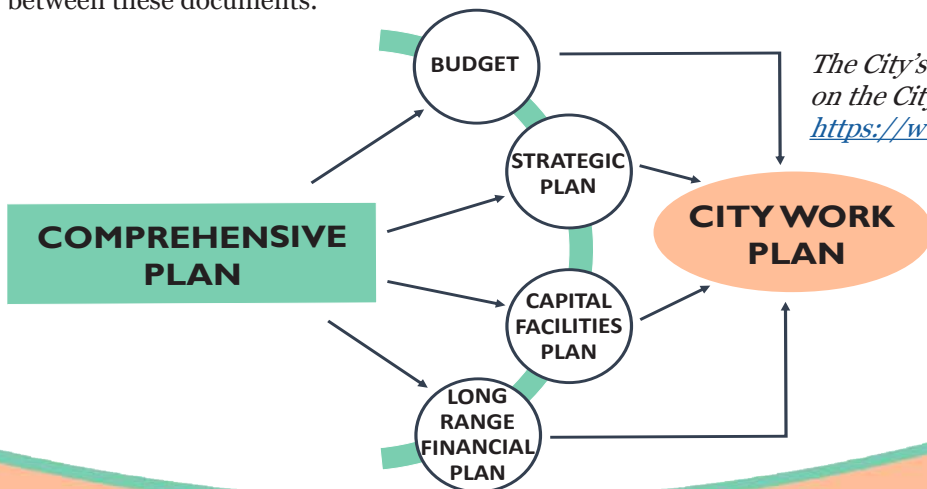 between these documents.
BUDGET
The City's
on the City
https://w
STRATEGIC
PLAN
COMPREHENSIVE
PLAN
CITY WORK
PLAN
CAPITAL
FACILITIES
PLAN
LONG
RANGE
FINANCIAL
PLAN